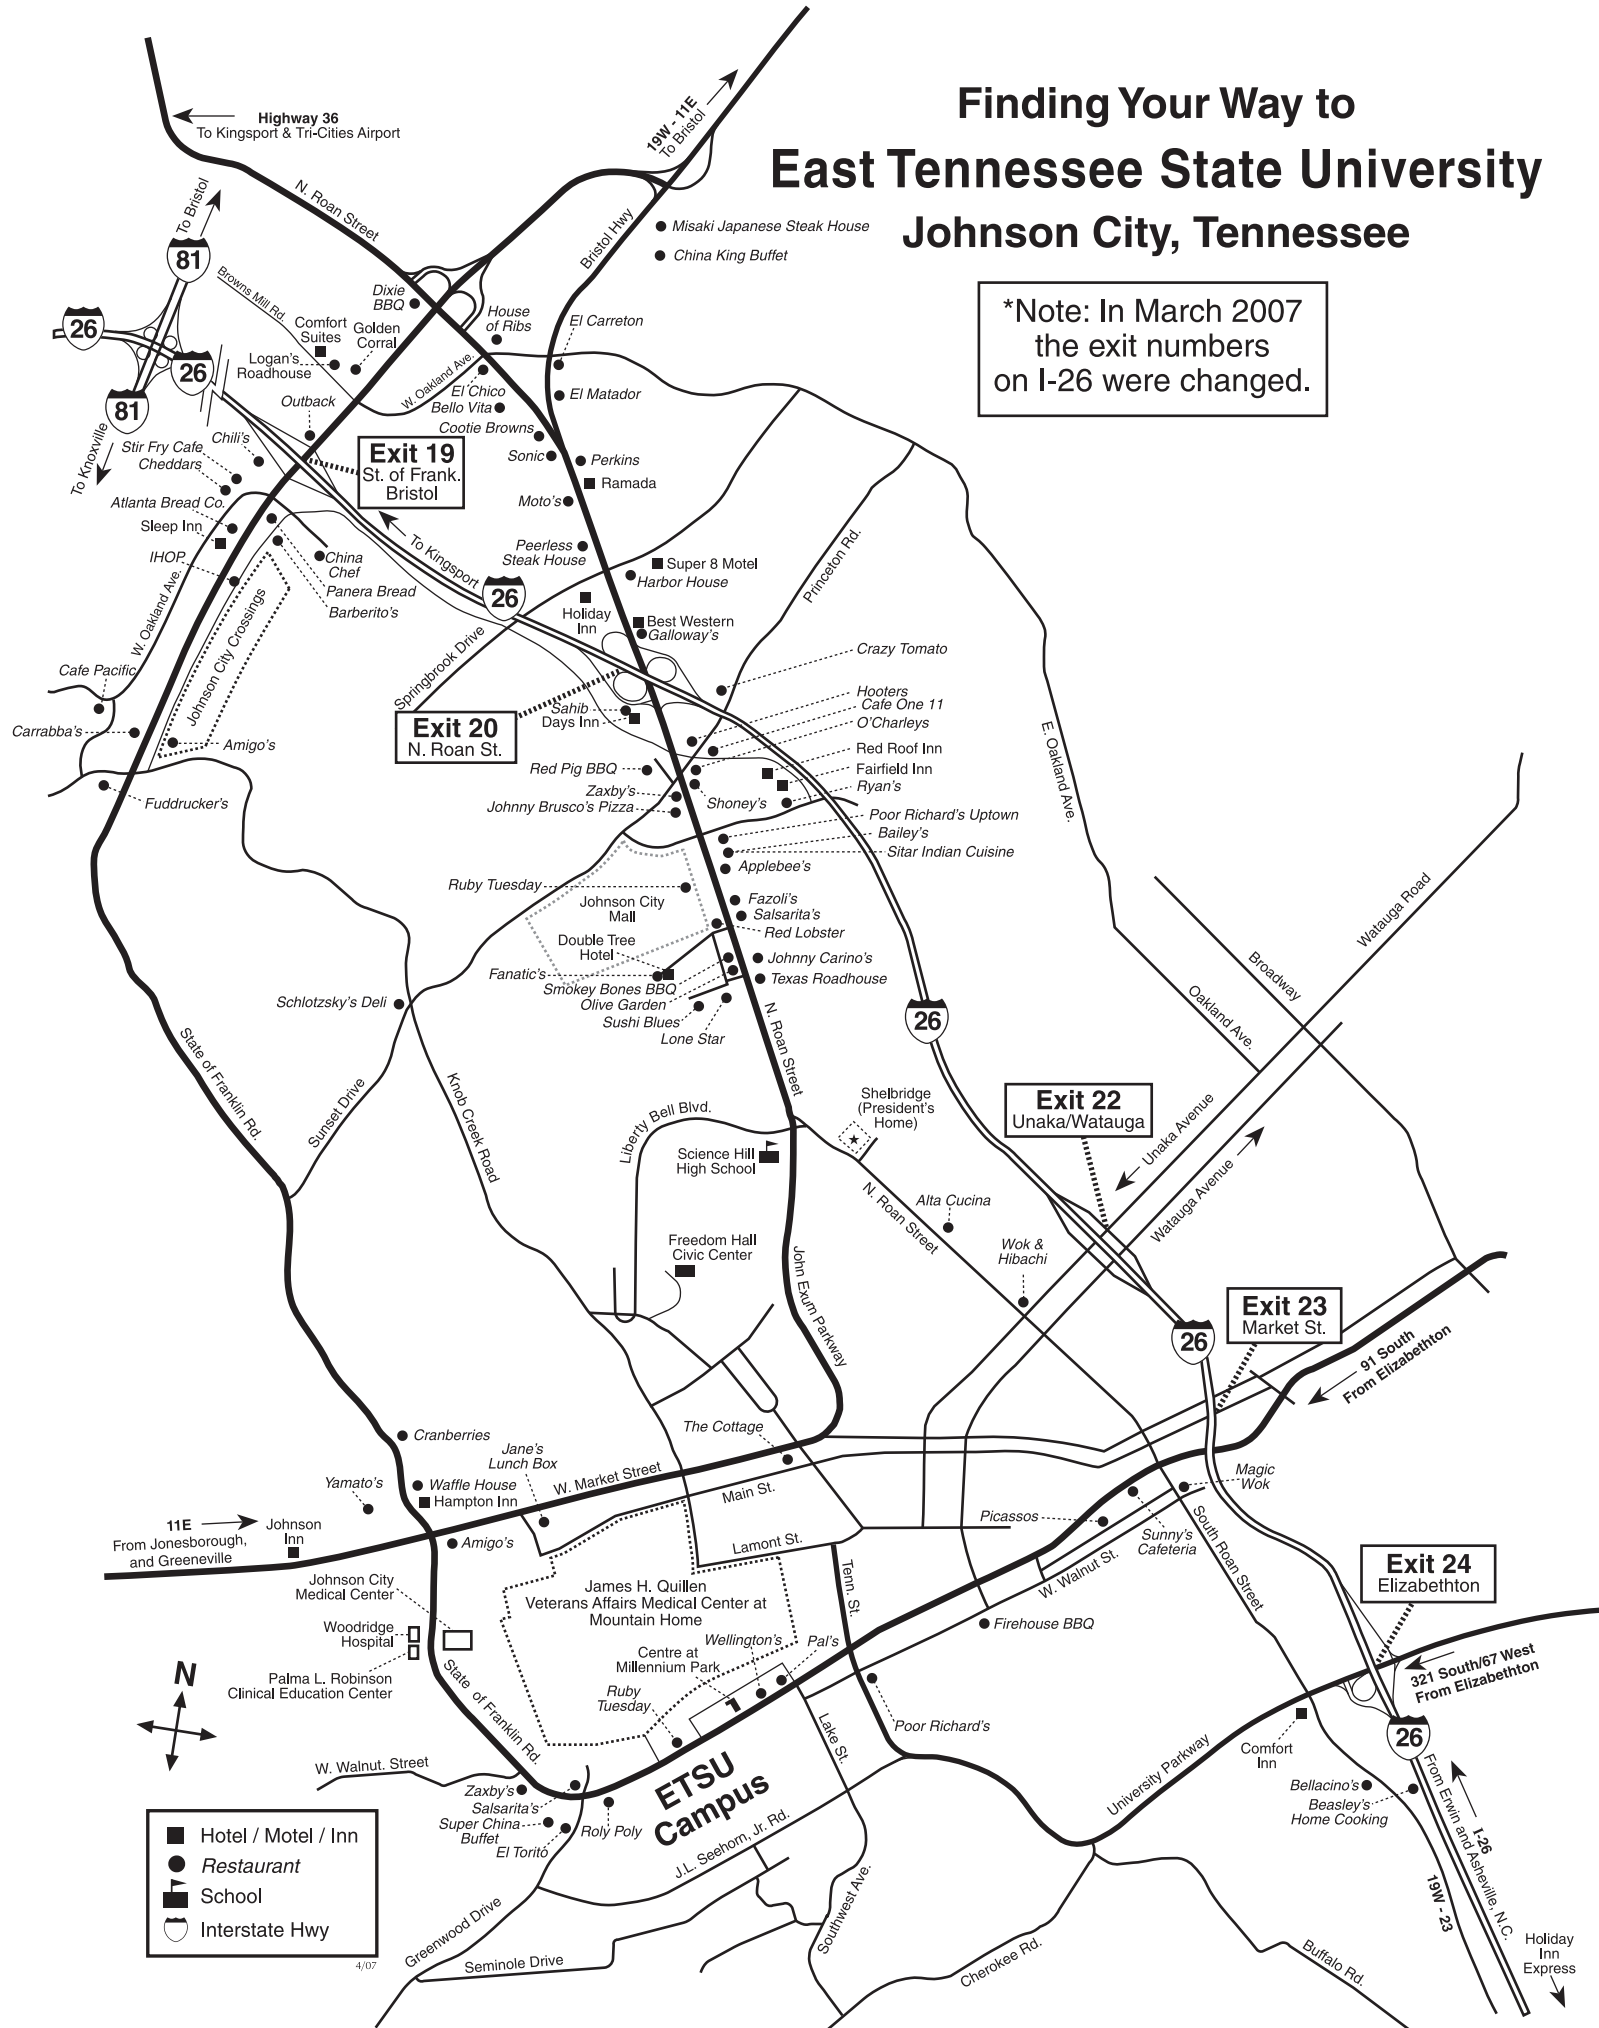 Finding Your Way to
East Tennessee State University
Johnson City, Tennessee
*Note: In March 2007
the exit numbers
on I-26 were changed.
Highway 36
To Kingsport & Tri-Cities Airport
19W - 11E
To Bristol
N. Roan Street
To Bristol
81
26
26
81
To Knoxville
Browns Mill Rd.
Bristol Hwy
Misaki Japanese Steak House
China King Buffet
Dixie
BBQ
House
of Ribs
El Carreton
Comfort
Suites
Golden
Corral
Logan's
Roadhouse
W. Oakland Ave.
El Chico
Bello Vita
El Matador
Outback
Cootie Browns
Chili's
Stir Fry Cafe
Cheddars
Exit 19
St. of Frank.
Bristol
Sonic
Perkins
Ramada
Atlanta Bread Co.
Moto's
Sleep Inn
To Kingsport
IHOP
China
Chef
Peerless
Steak House
Super 8 Motel
Harbor House
Princeton Rd.
Panera Bread
Barberito's
26
Holiday
Inn
Best Western
Galloway's
W. Oakland Ave.
Johnson City Crossings
Springbrook Drive
Crazy Tomato
Cafe Pacific
Hooters
Cafe One 11
O'Charleys
Sahib
Days Inn
Exit 20
N. Roan St.
Carrabba's
Amigo's
Red Roof Inn
Fairfield Inn
Ryan's
Red Pig BBQ
Zaxby's
Johnny Brusco's Pizza
Shoney's
Fuddrucker's
E. Oakland Ave.
Poor Richard's Uptown
Bailey's
Sitar Indian Cuisine
Applebee's
Ruby Tuesday
Johnson City
Mall
Fazoli's
Salsarita's
Red Lobster
Watauga Road
Double Tree
Hotel
Fanatic's
Johnny Carino's
Texas Roadhouse
Smokey Bones BBQ
Olive Garden
Sushi Blues
Lone Star
Broadway
Schlotzsky's Deli
Oakland Ave.
N. Roan Street
26
State of Franklin Rd.
Sunset Drive
Knob Creek Road
Liberty Bell Blvd.
Shelbridge
(President's
Home)
Exit 22
Unaka/Watauga
Unaka Avenue
Watauga Avenue
Science Hill
High School
N. Roan Street
Alta Cucina
Freedom Hall
Civic Center
Wok &
Hibachi
John Exum Parkway
Exit 23
Market St.
26
91 South
From Elizabethton
The Cottage
Cranberries
Jane's
Lunch Box
W. Market Street
Main St.
Magic
Wok
Yamato's
Waffle House
Hampton Inn
Picassos
Sunny's
Cafeteria
South Roan Street
11E
From Jonesborough,
and Greeneville
Johnson
Inn
Amigo's
Lamont St.
Tenn. St.
W. Walnut St.
Exit 24
Elizabethton
Johnson City
Medical Center
James H. Quillen
Veterans Affairs Medical Center at
Mountain Home
Firehouse BBQ
Woodridge
Hospital
Wellington's
Pal's
Centre at
Millennium Park
321 South/67 West
From Elizabethton
Palma L. Robinson
Clinical Education Center
N
State of Franklin Rd.
Ruby
Tuesday
Poor Richard's
Lake St.
26
Comfort
Inn
University Parkway
W. Walnut. Street
ETSU
Campus
Zaxby's
Salsarita's
Super China
Buffet
El Torito
Roly Poly
Bellacino's
Beasley's
Home Cooking
I-26
From Erwin and Asheville, N.C.
J.L. Seehorn, Jr. Rd.
19W - 23
Southwest Ave.
Greenwood Drive
Seminole Drive
Cherokee Rd.
Buffalo Rd.
Holiday
Inn
Express
Hotel / Motel / Inn
Restaurant
School
Interstate Hwy
4/07